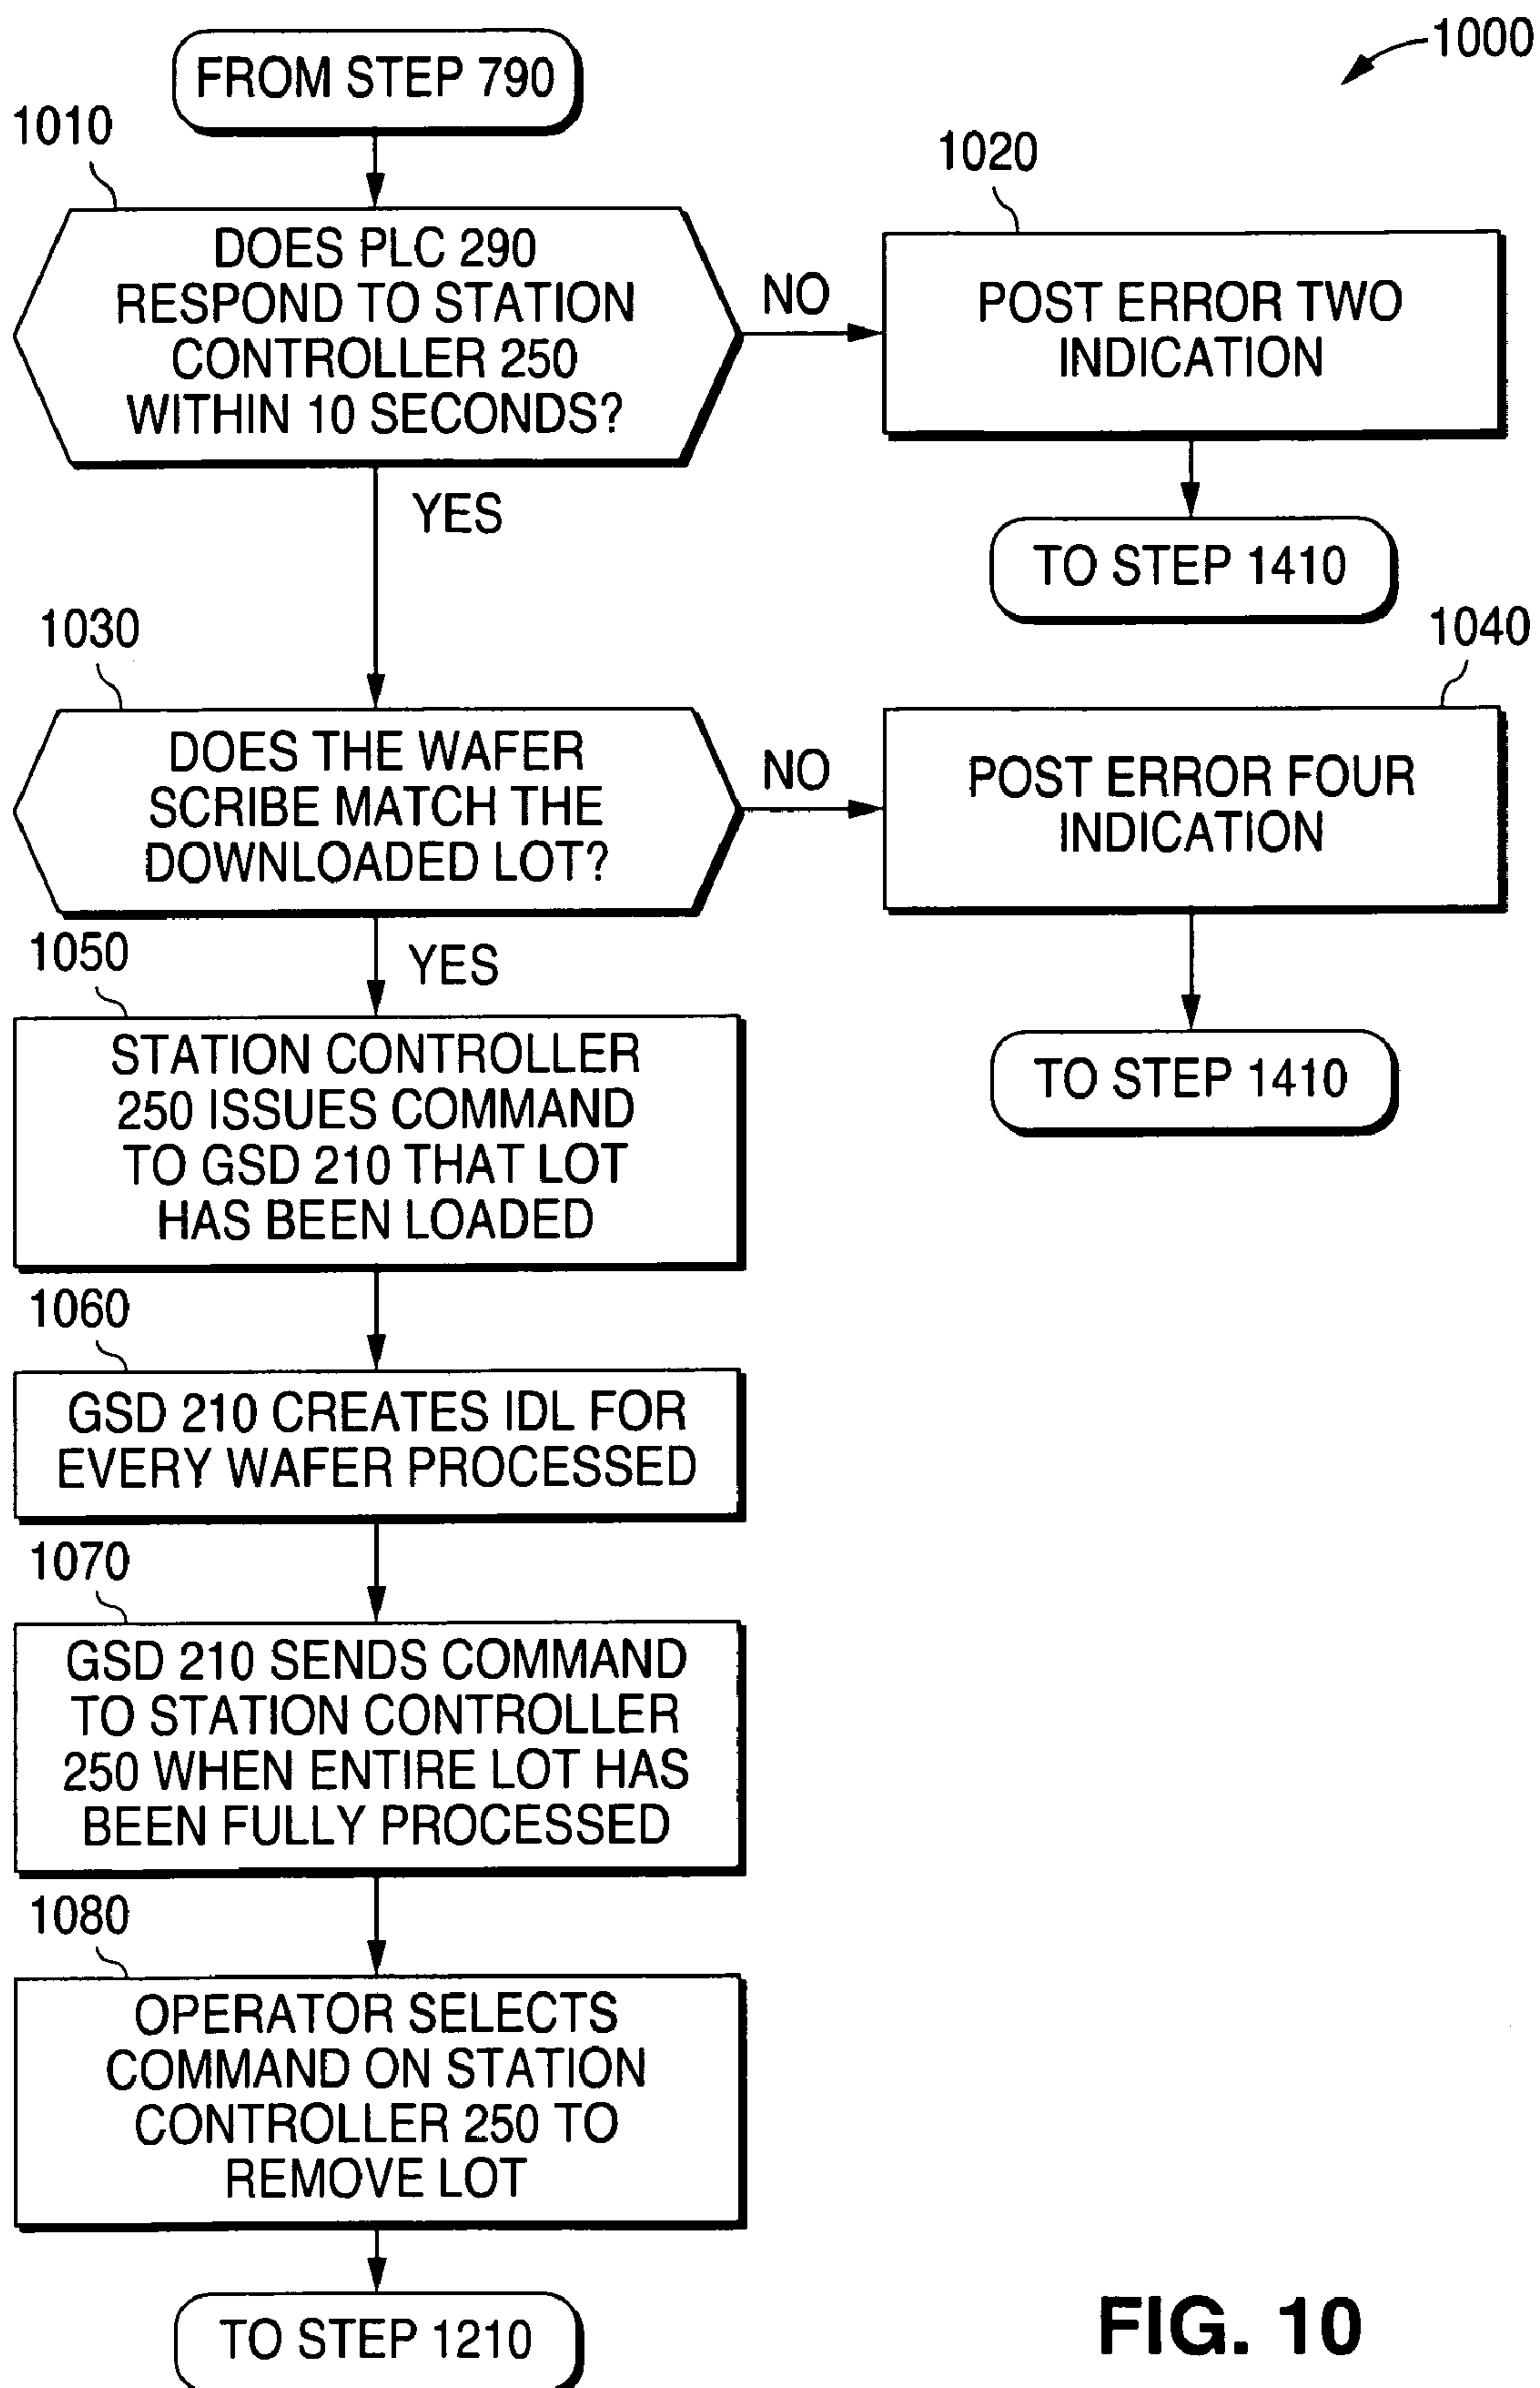 1000
FROM STEP 790
1010
DOES PLC 290
RESPOND TO STATION
CONTROLLER 250
WITHIN 10 SECONDS?
NO
1020
POST ERROR TWO
INDICATION
TO STEP 1410
YES
1030
DOES THE WAFER
SCRIBE MATCH THE
DOWNLOADED LOT?
NO
1040
POST ERROR FOUR
INDICATION
TO STEP 1410
YES
1050
STATION CONTROLLER
250 ISSUES COMMAND
TO GSD 210 THAT LOT
HAS BEEN LOADED
1060
GSD 210 CREATES IDL FOR
EVERY WAFER PROCESSED
1070
GSD 210 SENDS COMMAND
TO STATION CONTROLLER
250 WHEN ENTIRE LOT HAS
BEEN FULLY PROCESSED
1080
OPERATOR SELECTS
COMMAND ON STATION
CONTROLLER 250 TO
REMOVE LOT
TO STEP 1210
FIG. 10